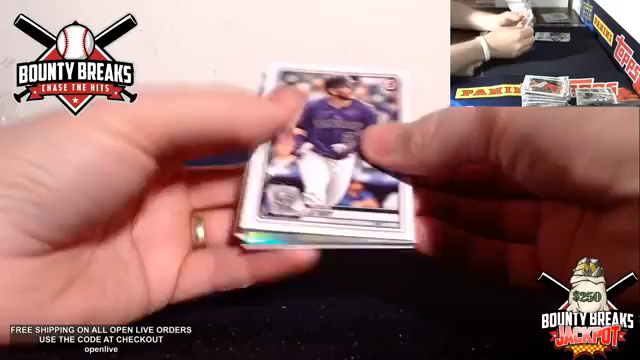 BOUNTY BREAKS
CHASE THE HITS
PANINI
PANINI
TOPPS
$250
BOUNTY BREAKS
JACKPOT
FREE SHIPPING ON ALL OPEN LIVE ORDERS
USE THE CODE AT CHECKOUT
openlive